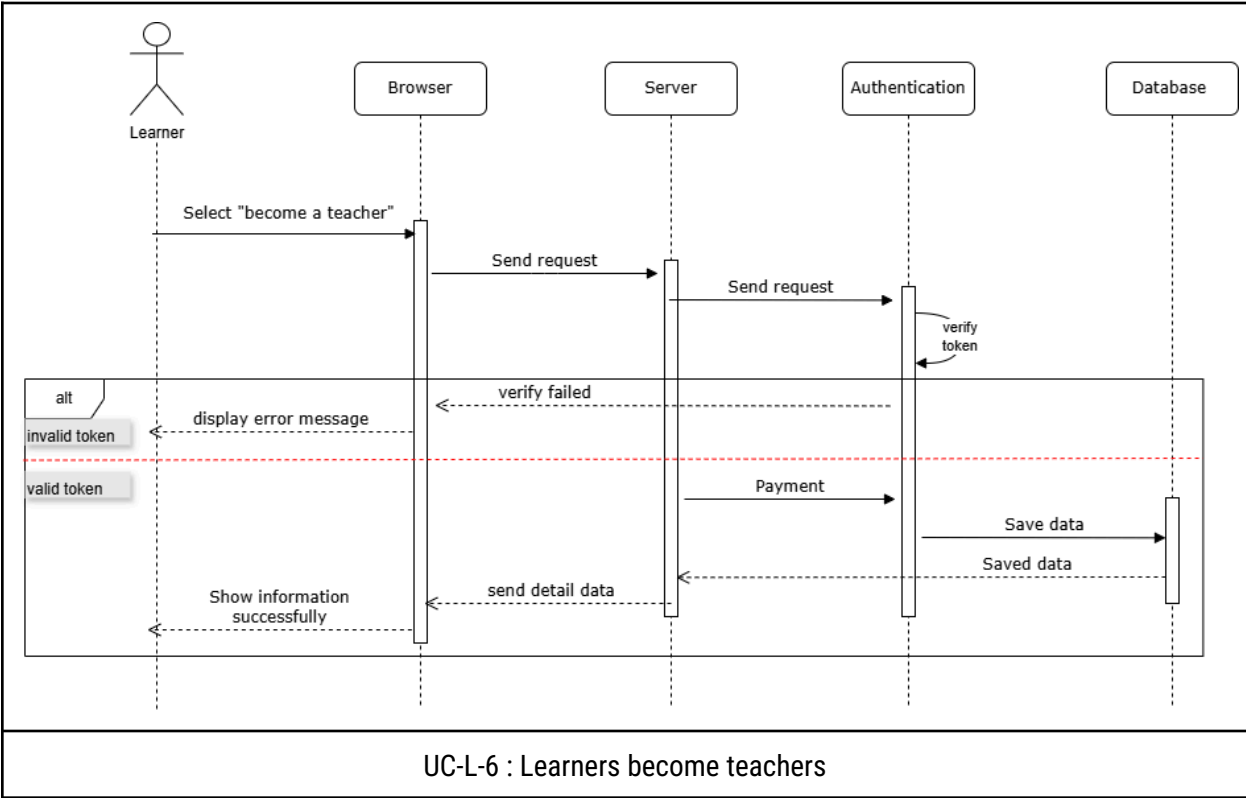 Browser
Server
Authentication
Database
Learner
Select "become a teacher"
Send request
Send request
verify
token
alt
verify failed
display error message
invalid token
valid token
Payment
Save data
Saved data
send detail data
Show information
successfully
UC-L-6 : Learners become teachers